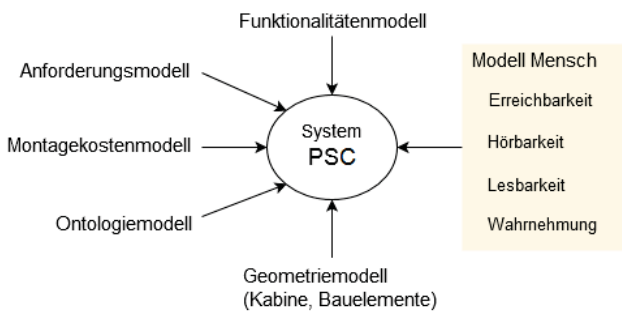 Funktionalitätenmodell
Anforderungsmodell
Montagekostenmodell
Ontologiemodell
System
PSC
Geometriemodell
(Kabine, Bauelemente)
Modell Mensch
Erreichbarkeit
Hörbarkeit
Lesbarkeit
Wahrnehmung